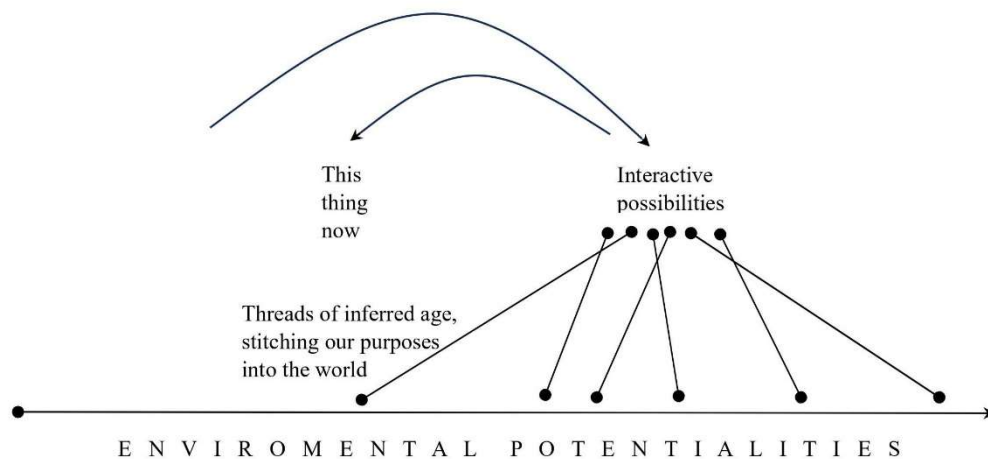 This
thing
now
Interactive
possibilities
Threads of inferred age,
stitching our purposes
into the world
E N V I R O M E N T A L P O T E N T I A L I T I E S